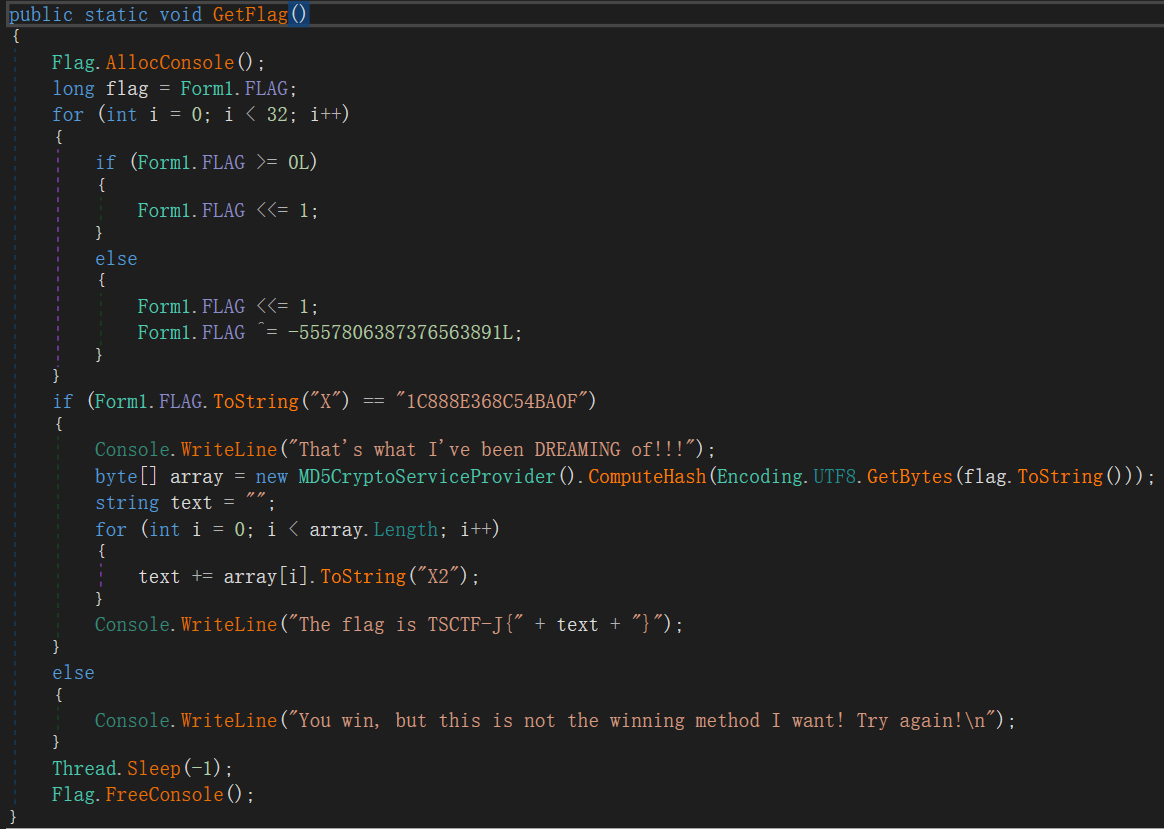 public static void GetFlag()
{
Flag.AllocConsole();
long flag = Form1.FLAG;
for (int i = 0; i < 32; i++)
{
if (Form1.FLAG >= 0L)
{
Form1.FLAG <<= 1;
}
else
{
Form1.FLAG <<= 1;
Form1.FLAG ^= -5557806387376563891L;
}
}
if (Form1.FLAG.ToString("X") == "1C888E368C54BA0F")
{
Console.WriteLine("That's what I've been DREAMING of!!!");
byte[] array = new MD5CryptoServiceProvider().ComputeHash(Encoding.UTF8.GetBytes(flag.ToString()));
string text = "";
for (int i = 0; i < array.Length; i++)
{
text += array[i].ToString("X2");
}
Console.WriteLine("The flag is TSCTF-J{" + text + "}");
}
else
{
Console.WriteLine("You win, but this is not the winning method I want! Try again!\n");
}
Thread.Sleep(-1);
Flag.FreeConsole();
}